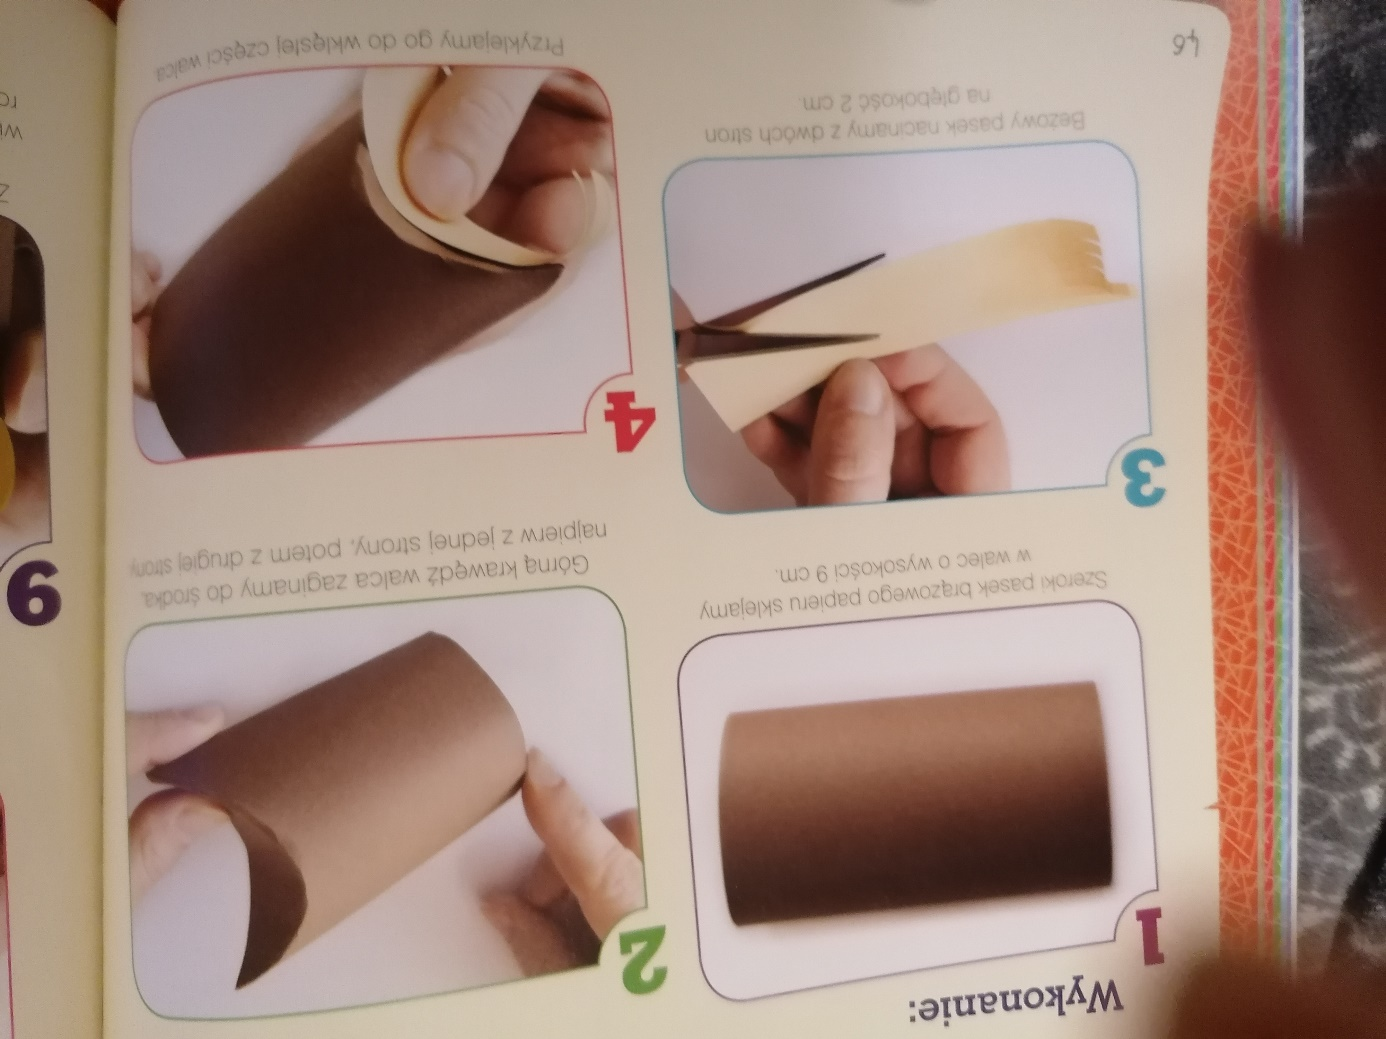 Wykonanie:
1
Szeroki pasek brązowego papieru sklejamy
w walec o wysokości 9 cm.
2
Górną krawędź walca zaginamy do środka,
najpierw z jednej strony, potem z drugiej strony
3
Beżowy pasek nacinamy z dwóch stron
na głębokość 2 cm.
4
Przyklejamy go do wklęsłej części walca
46
6
Z